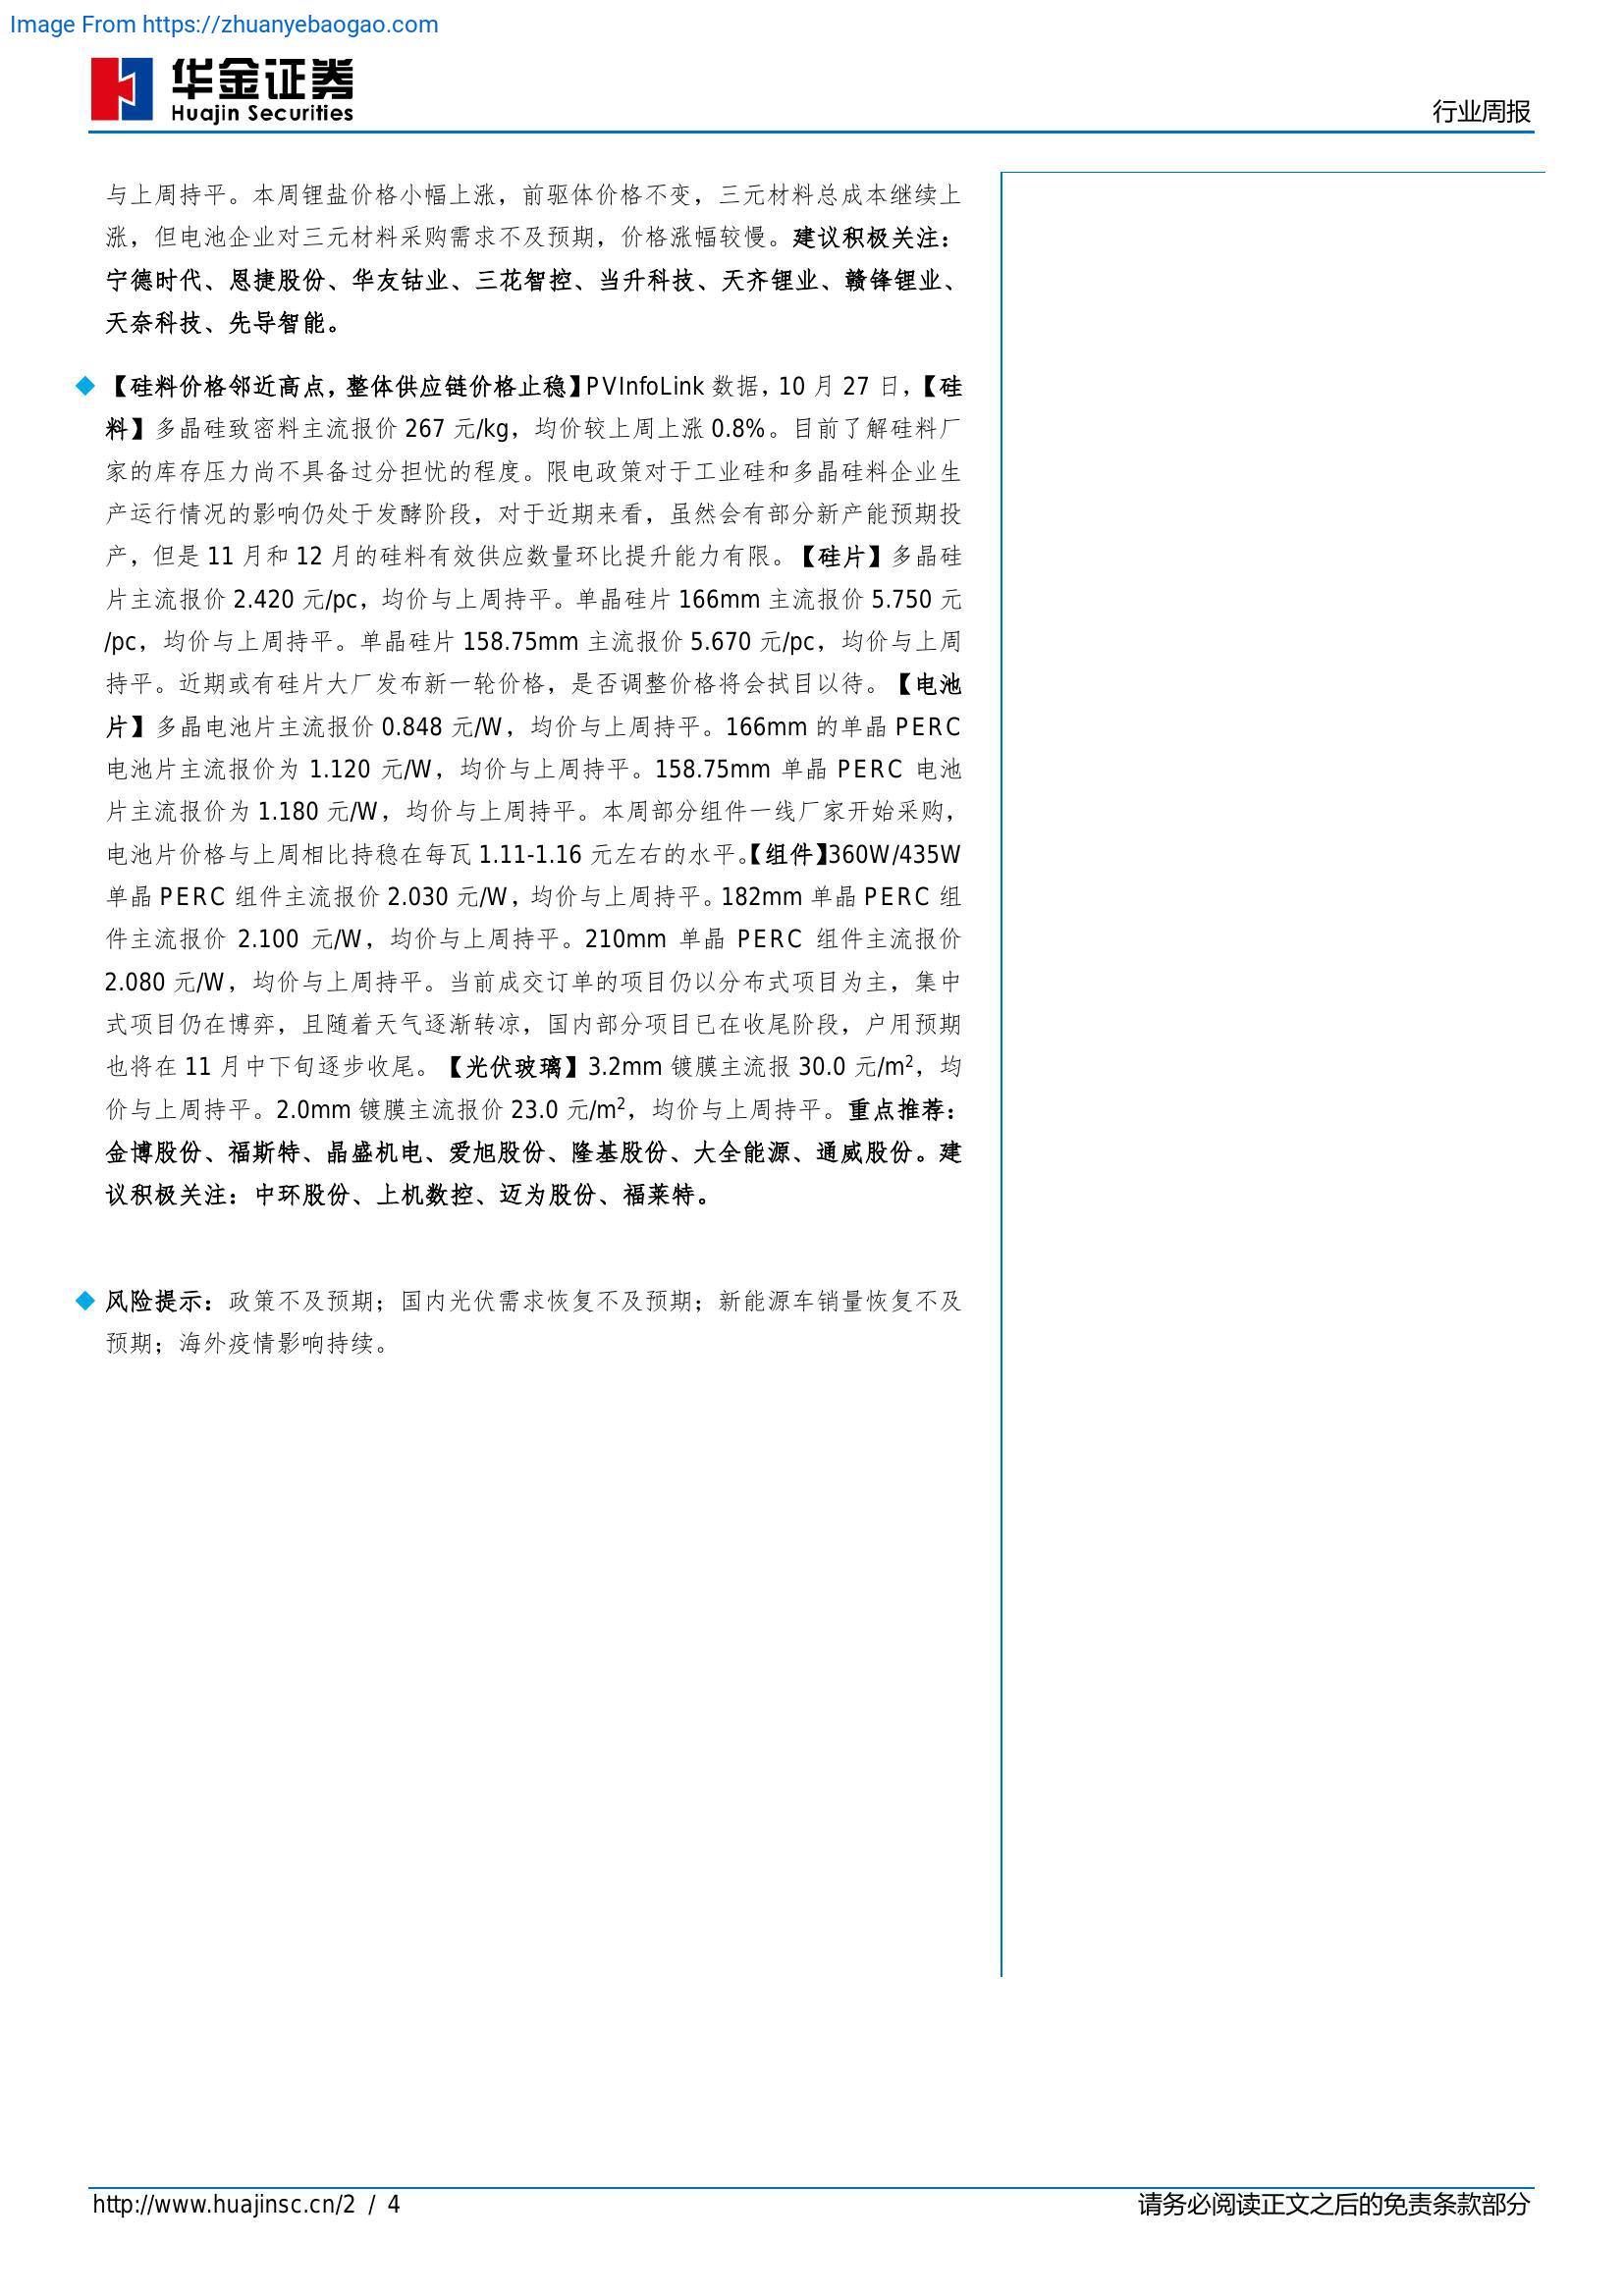 Image From https://zhuanyebaogao.com
华金证券
Huajin Securities
行业周报
与上周持平。本周锂盐价格小幅上涨，前驱体价格不变，三元材料总成本继续上
涨，但电池企业对三元材料采购需求不及预期，价格涨幅较慢。建议积极关注：
宁德时代、恩捷股份、华友钴业、三花智控、当升科技、天齐锂业、赣锋锂业、
天奈科技、先导智能。
◆ 【硅料价格邻近高点，整体供应链价格止稳】PVInfoLink 数据，10 月 27 日，【硅
料】多晶硅致密料主流报价 267 元/kg，均价较上周上涨 0.8%。目前了解硅料厂
家的库存压力尚不具备过分担忧的程度。限电政策对于工业硅和多晶硅料企业生
产运行情况的影响仍处于发酵阶段，对于近期来看，虽然会有部分新产能预期投
产，但是 11 月和 12 月的硅料有效供应数量环比提升能力有限。【硅片】多晶硅
片主流报价 2.420 元/pc，均价与上周持平。单晶硅片 166mm 主流报价 5.750 元
/pc，均价与上周持平。单晶硅片 158.75mm 主流报价 5.670 元/pc，均价与上周
持平。近期或有硅片大厂发布新一轮价格，是否调整价格将会拭目以待。【电池
片】多晶电池片主流报价 0.848 元/W，均价与上周持平。166mm 的单晶 PERC
电池片主流报价为 1.120 元/W，均价与上周持平。158.75mm 单晶 PERC 电池
片主流报价为 1.180 元/W，均价与上周持平。本周部分组件一线厂家开始采购，
电池片价格与上周相比持稳在每瓦 1.11-1.16 元左右的水平。【组件】360W/435W
单晶 PERC 组件主流报价 2.030 元/W，均价与上周持平。182mm 单晶 PERC 组
件主流报价 2.100 元/W，均价与上周持平。210mm 单晶 PERC 组件主流报价
2.080 元/W，均价与上周持平。当前成交订单的项目仍以分布式项目为主，集中
式项目仍在博弈，且随着天气逐渐转凉，国内部分项目已在收尾阶段，户用预期
也将在 11 月中下旬逐步收尾。【光伏玻璃】3.2mm 镀膜主流报 30.0 元/m²，均
价与上周持平。2.0mm 镀膜主流报价 23.0 元/m²，均价与上周持平。重点推荐：
金博股份、福斯特、晶盛机电、爱旭股份、隆基股份、大全能源、通威股份。建
议积极关注：中环股份、上机数控、迈为股份、福莱特。
◆ 风险提示：政策不及预期；国内光伏需求恢复不及预期；新能源车销量恢复不及
预期；海外疫情影响持续。
http://www.huajinsc.cn/2 / 4
请务必阅读正文之后的免责条款部分